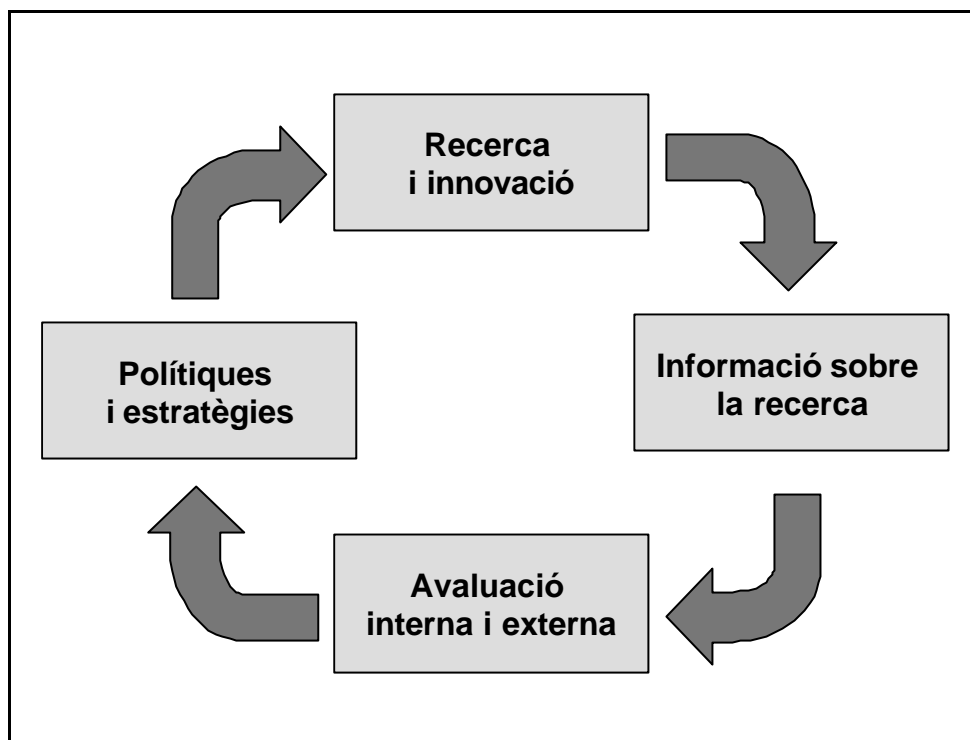 Recerca
i innovació
Polítiques
i estratègies
Informació sobre
la recerca
Avaluació
interna i externa